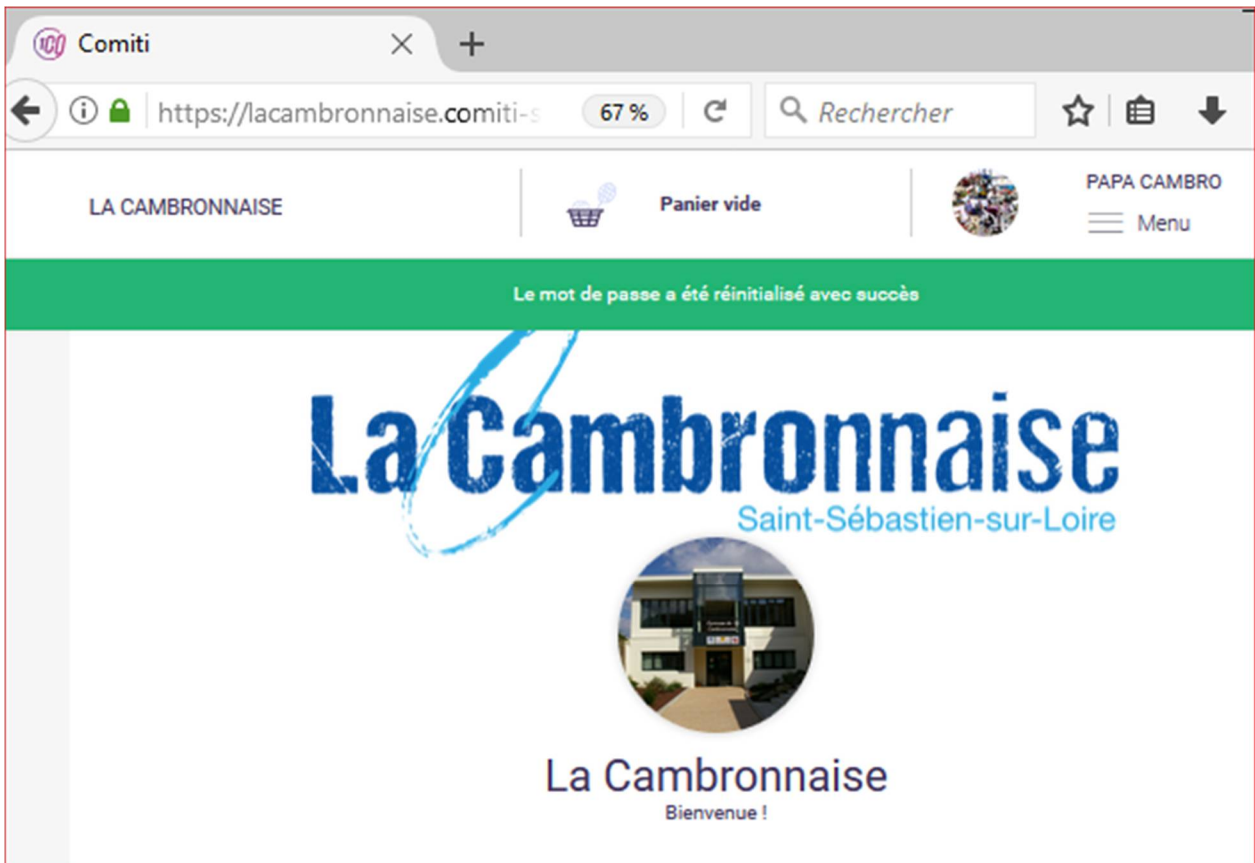 Comiti
https://lacambronnaise.comiti-s
67 %
Rechercher
LA CAMBRONNAISE
Panier vide
PAPA CAMBRO
Menu
Le mot de passe a été réinitialisé avec succès
La Cambronnaise
Saint-Sébastien-sur-Loire
La Cambronnaise
Bienvenue !